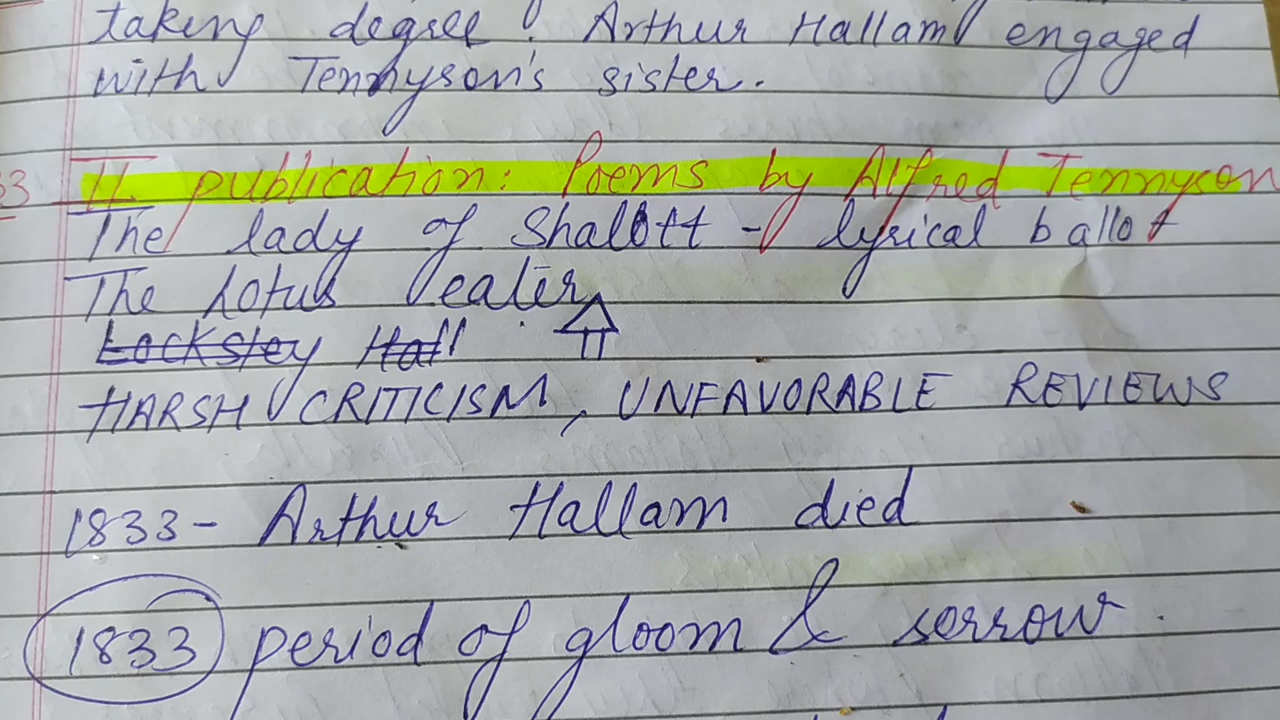 taking degree. Arthur Hallam engaged
with Tennyson's sister.
33 II. publication: Poems by Alfred Tennyson
The lady of Shalott - lyrical ballot
The Lotus eater
Locksley Hall
HARSH CRITICISM, UNFAVORABLE REVIEWS
1833- Arthur Hallam died
1833 period of gloom & sorrow.